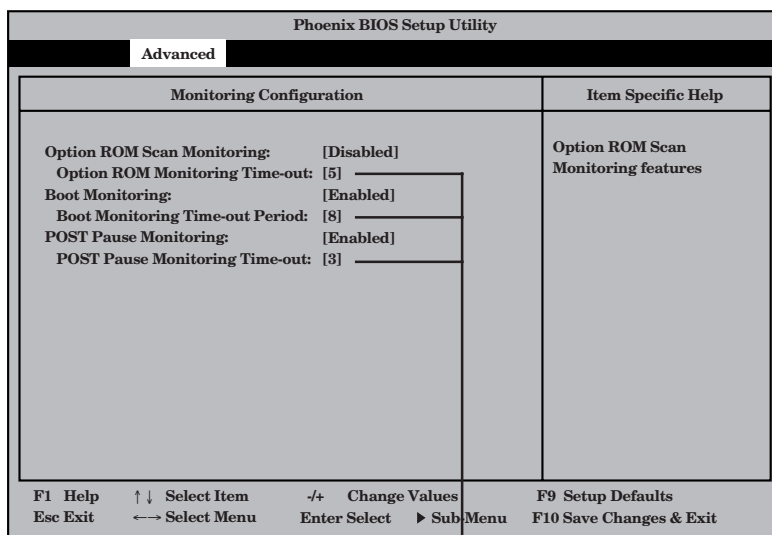 Phoenix BIOS Setup Utility
Advanced
Monitoring Configuration
Item Specific Help
Option ROM Scan Monitoring: [Disabled]
Option ROM Monitoring Time-out: [5]
Boot Monitoring: [Enabled]
Boot Monitoring Time-out Period: [8]
POST Pause Monitoring: [Enabled]
POST Pause Monitoring Time-out: [3]
Option ROM Scan
Monitoring features
F1 Help ↑↓ Select Item -/+ Change Values F9 Setup Defaults
Esc Exit ←→ Select Menu Enter Select ▶ Sub-Menu F10 Save Changes & Exit